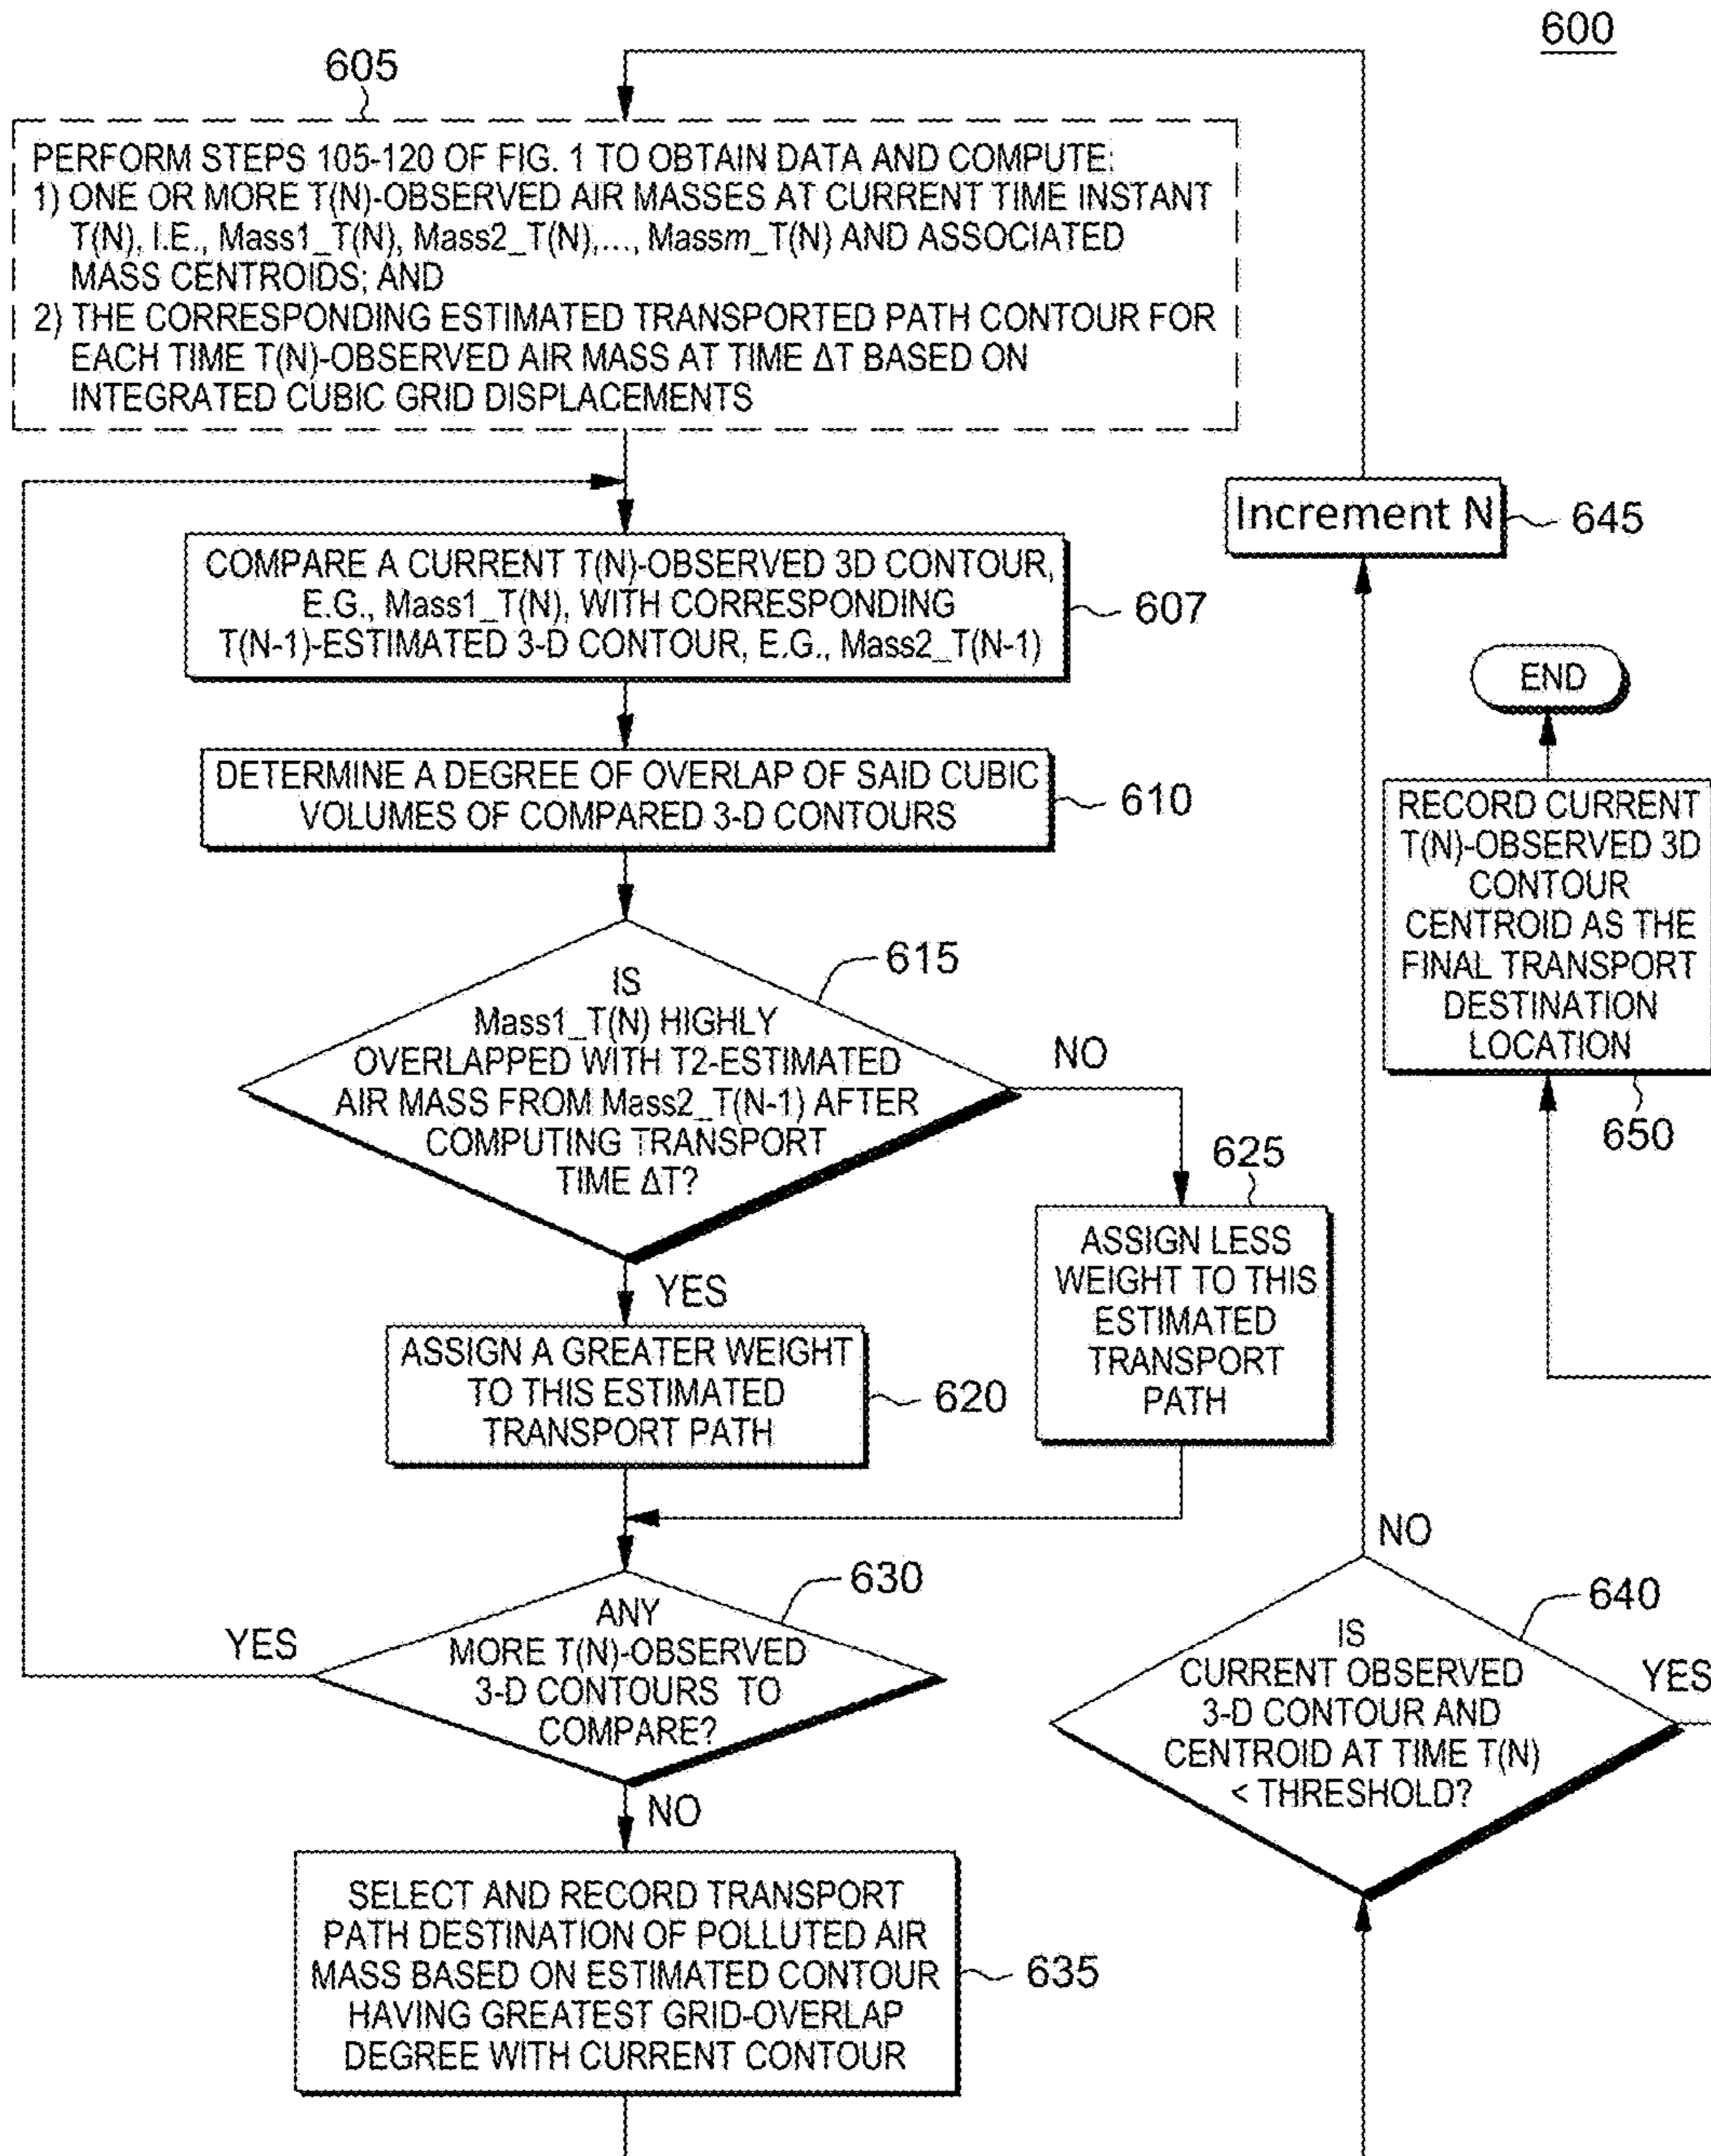 600
605
PERFORM STEPS 105-120 OF FIG. 1 TO OBTAIN DATA AND COMPUTE:
1) ONE OR MORE T(N)-OBSERVED AIR MASSES AT CURRENT TIME INSTANT
T(N), I.E., Mass1_T(N), Mass2_T(N),..., Massm_T(N) AND ASSOCIATED
MASS CENTROIDS; AND
2) THE CORRESPONDING ESTIMATED TRANSPORTED PATH CONTOUR FOR
EACH TIME T(N)-OBSERVED AIR MASS AT TIME ΔT BASED ON
INTEGRATED CUBIC GRID DISPLACEMENTS
Increment N
645
COMPARE A CURRENT T(N)-OBSERVED 3D CONTOUR,
E.G., Mass1_T(N), WITH CORRESPONDING
T(N-1)-ESTIMATED 3-D CONTOUR, E.G., Mass2_T(N-1)
607
END
DETERMINE A DEGREE OF OVERLAP OF SAID CUBIC
VOLUMES OF COMPARED 3-D CONTOURS
610
RECORD CURRENT
T(N)-OBSERVED 3D
CONTOUR
CENTROID AS THE
FINAL TRANSPORT
DESTINATION
LOCATION
650
615
IS
Mass1_T(N) HIGHLY
OVERLAPPED WITH T2-ESTIMATED
AIR MASS FROM Mass2_T(N-1) AFTER
COMPUTING TRANSPORT
TIME ΔT?
NO
625
ASSIGN LESS
WEIGHT TO THIS
ESTIMATED
TRANSPORT
PATH
YES
ASSIGN A GREATER WEIGHT
TO THIS ESTIMATED
TRANSPORT PATH
620
630
ANY
MORE T(N)-OBSERVED
3-D CONTOURS TO
COMPARE?
YES
NO
NO
640
IS
CURRENT OBSERVED
3-D CONTOUR AND
CENTROID AT TIME T(N)
< THRESHOLD?
YES
SELECT AND RECORD TRANSPORT
PATH DESTINATION OF POLLUTED AIR
MASS BASED ON ESTIMATED CONTOUR
HAVING GREATEST GRID-OVERLAP
DEGREE WITH CURRENT CONTOUR
635